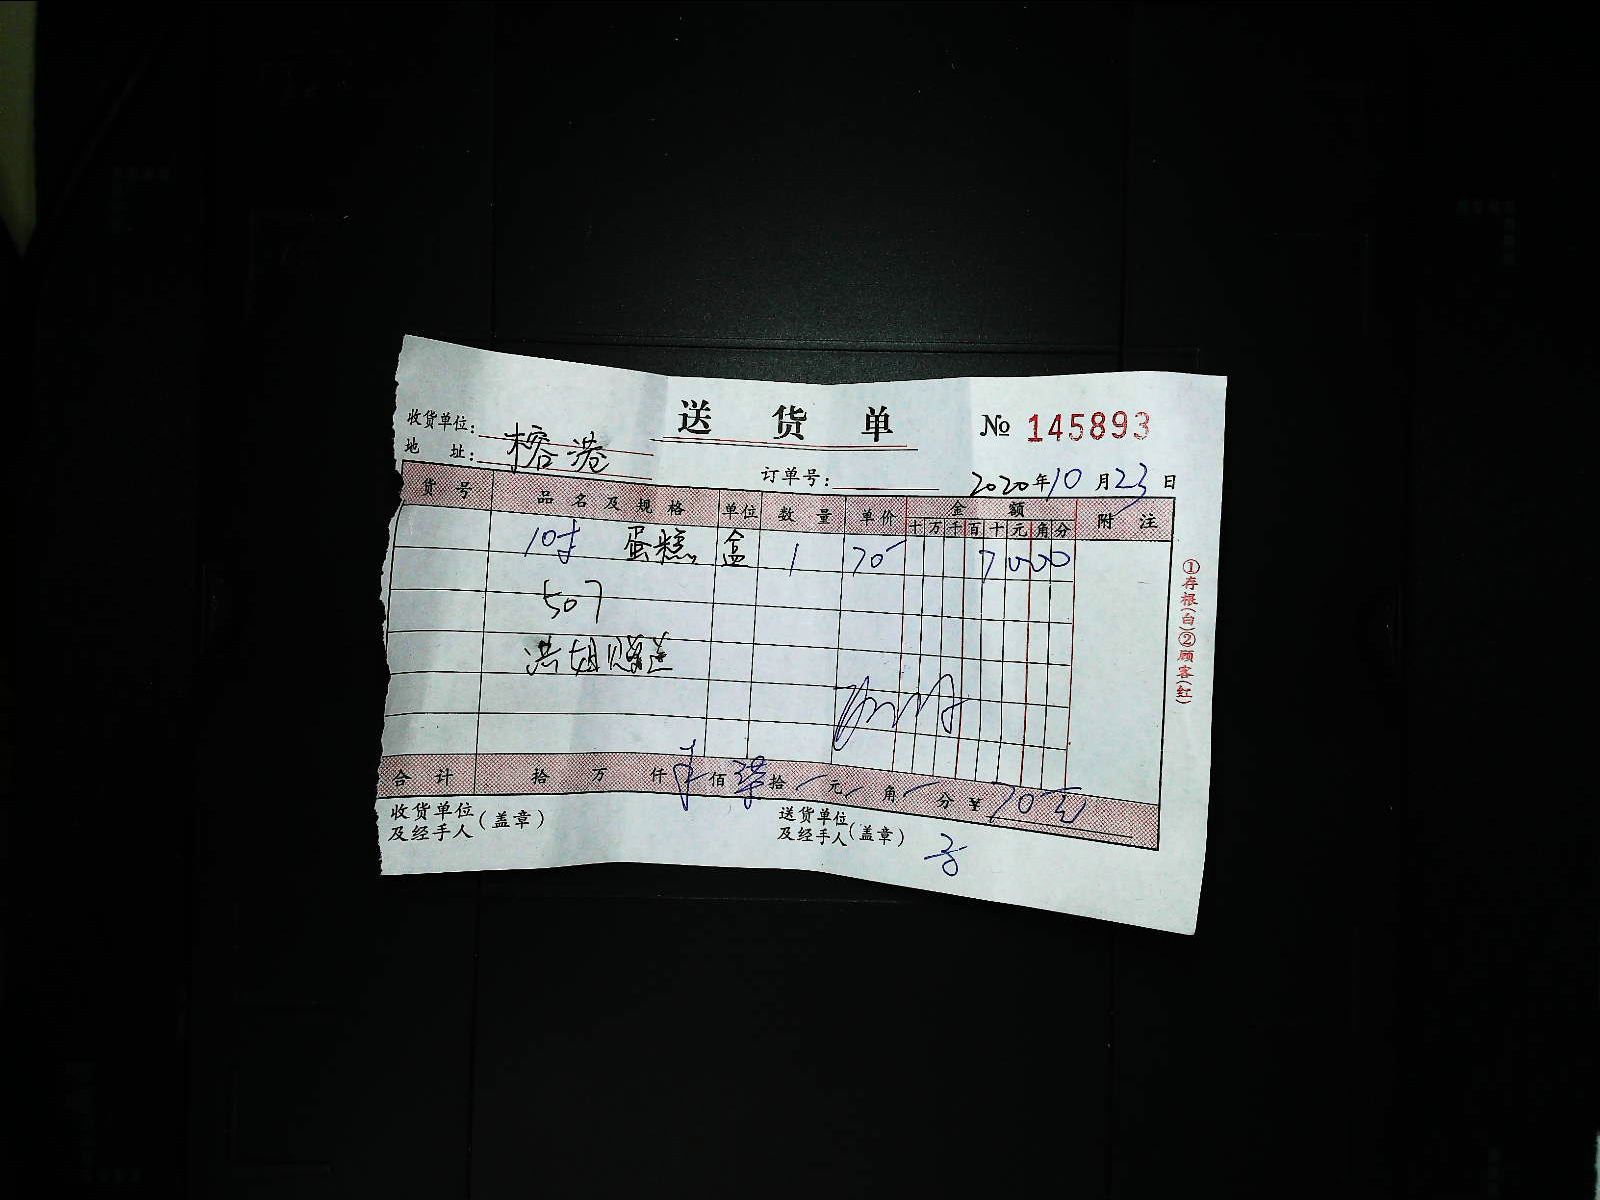 送货单 № 145893
收货单位:
地 址: 榕港
订单号: 2020年10月23日
货号 品名及规格 单位 数量 单价 金额 附注
十万千百十元角分
10寸 蛋糕 盒 1 70 7000
507
洪姐赠送
合计 拾 万 仟 佰 柒拾 元 角 分 ¥ 70元
收货单位
及经手人(盖章)
送货单位
及经手人(盖章)
①存根(白)②顾客(红)